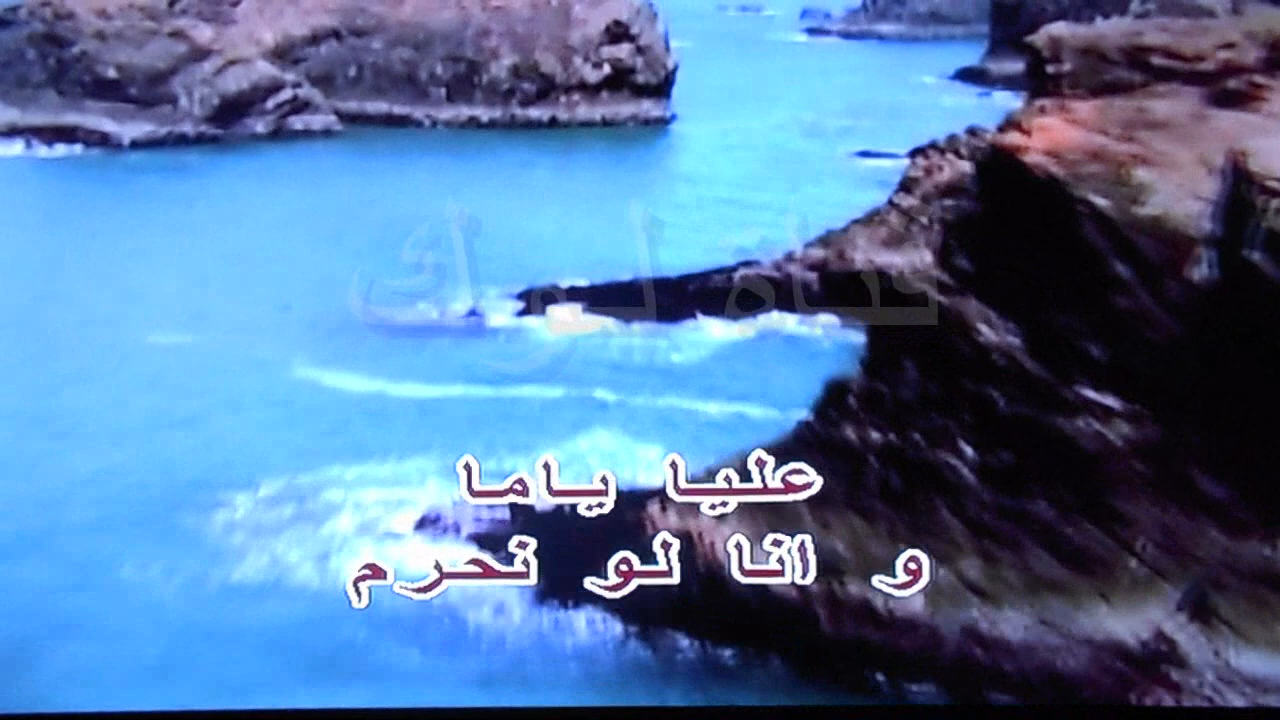 عليا ياما
و انا لو نحرم